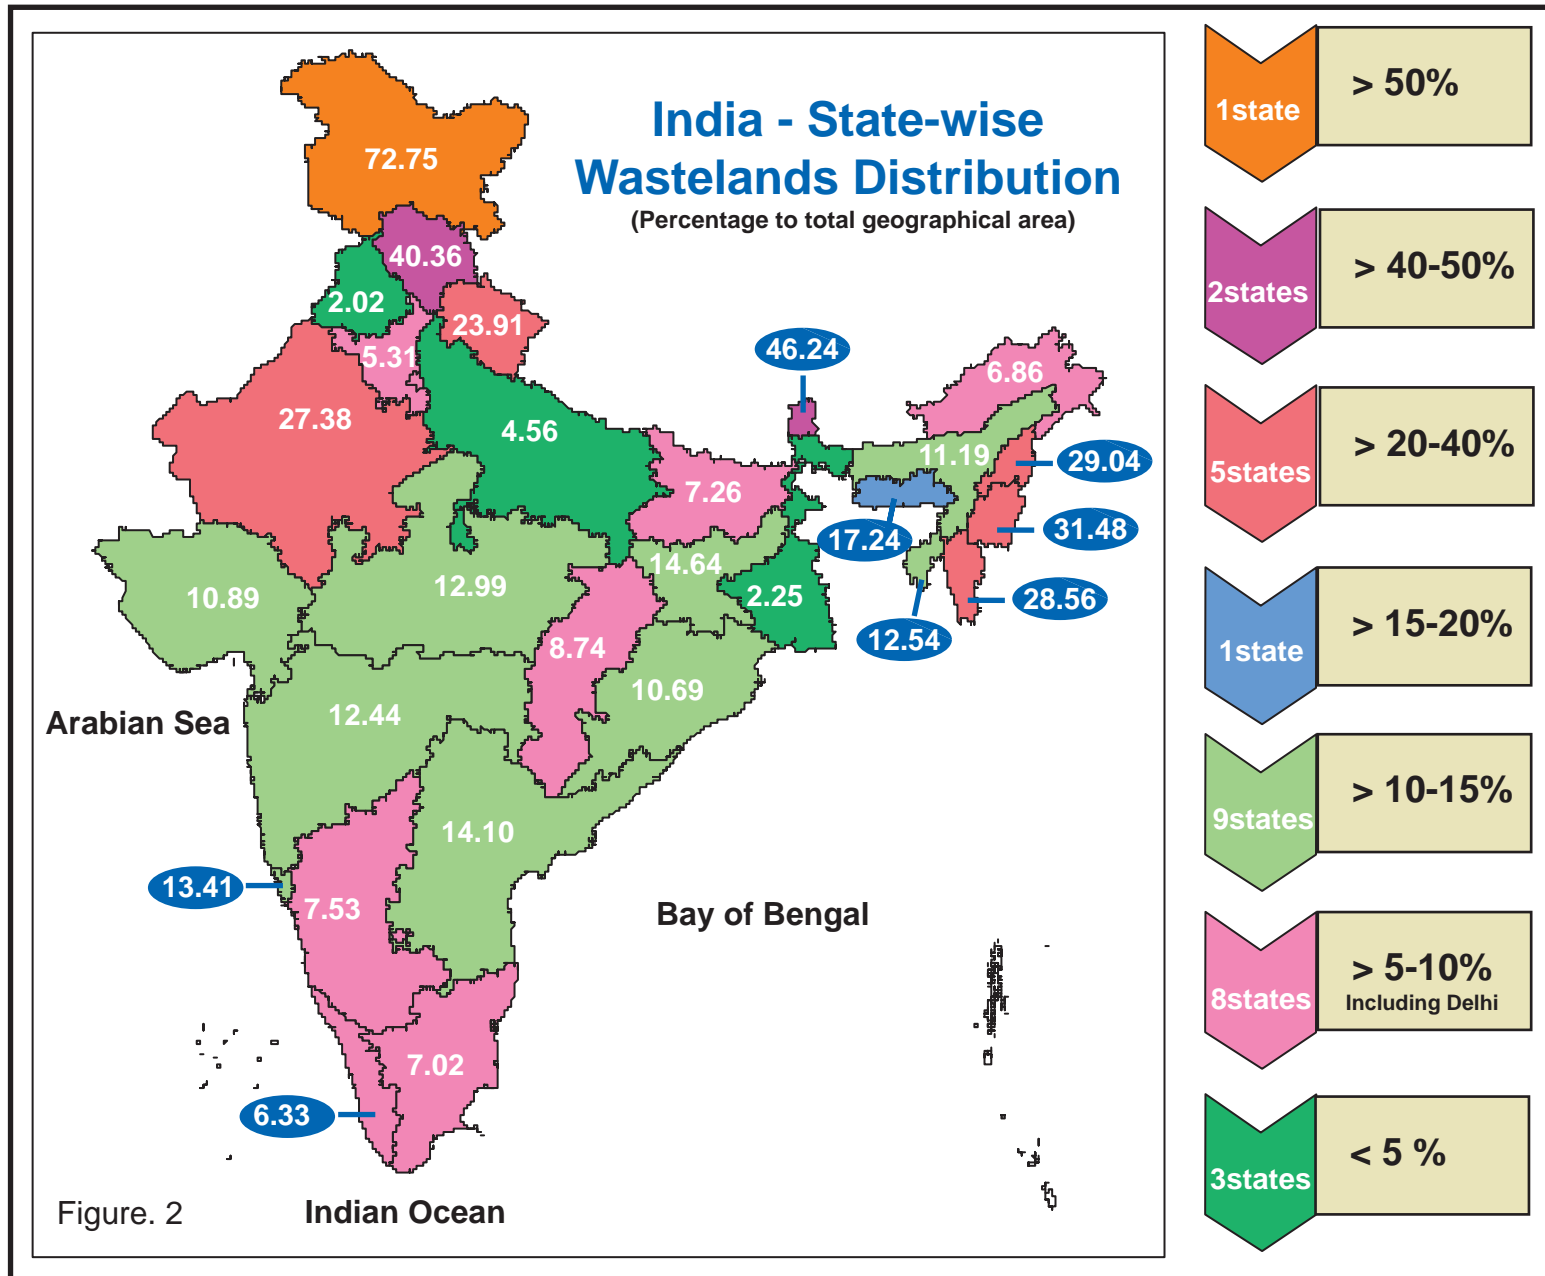 India - State-wise
Wastelands Distribution
(Percentage to total geographical area)
72.75
40.36
2.02
23.91
5.31
46.24
6.86
27.38
4.56
11.19
29.04
7.26
17.24
31.48
14.64
10.89
12.99
2.25
28.56
12.54
8.74
10.69
12.44
Arabian Sea
14.10
13.41
7.53
Bay of Bengal
7.02
6.33
Figure. 2
Indian Ocean
1state
> 50%
2states
> 40-50%
5states
> 20-40%
1state
> 15-20%
9states
> 10-15%
8states
> 5-10%
Including Delhi
3states
< 5 %